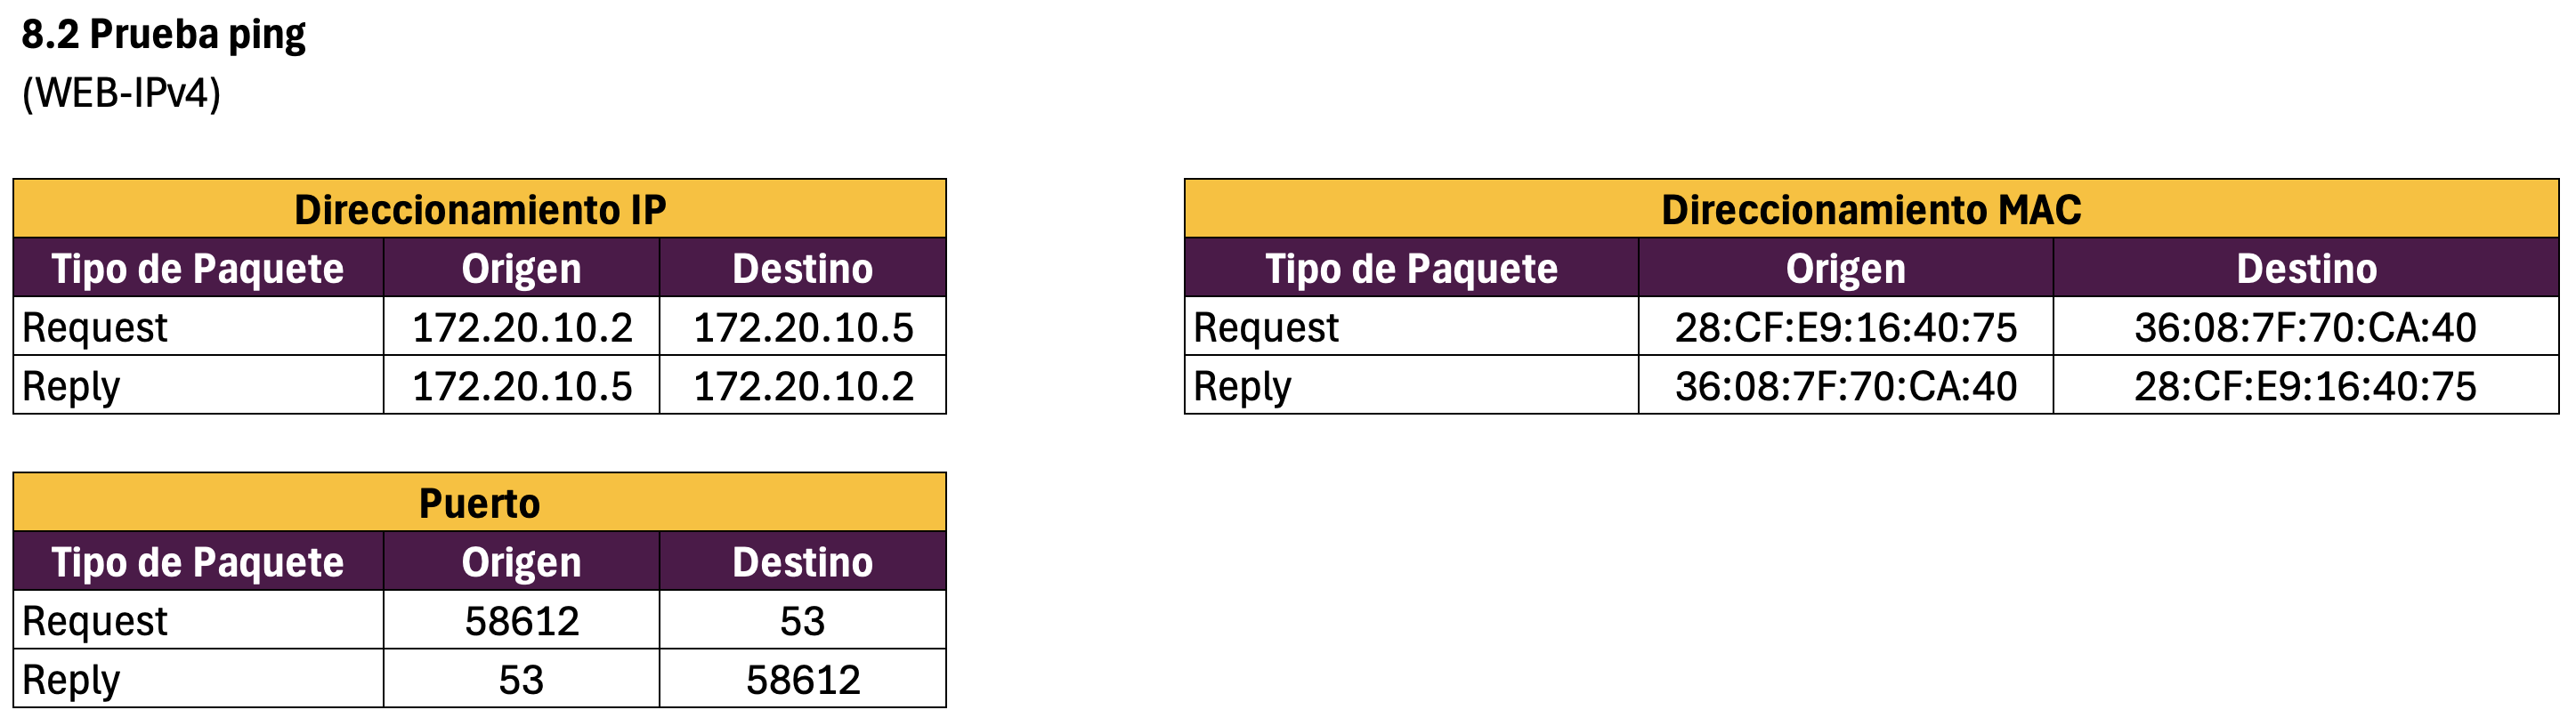 8.2 Prueba ping
(WEB-IPv4)
Direccionamiento IP
Tipo de Paquete Origen Destino
Request 172.20.10.2 172.20.10.5
Reply 172.20.10.5 172.20.10.2
Direccionamiento MAC
Tipo de Paquete Origen Destino
Request 28:CF:E9:16:40:75 36:08:7F:70:CA:40
Reply 36:08:7F:70:CA:40 28:CF:E9:16:40:75
Puerto
Tipo de Paquete Origen Destino
Request 58612 53
Reply 53 58612